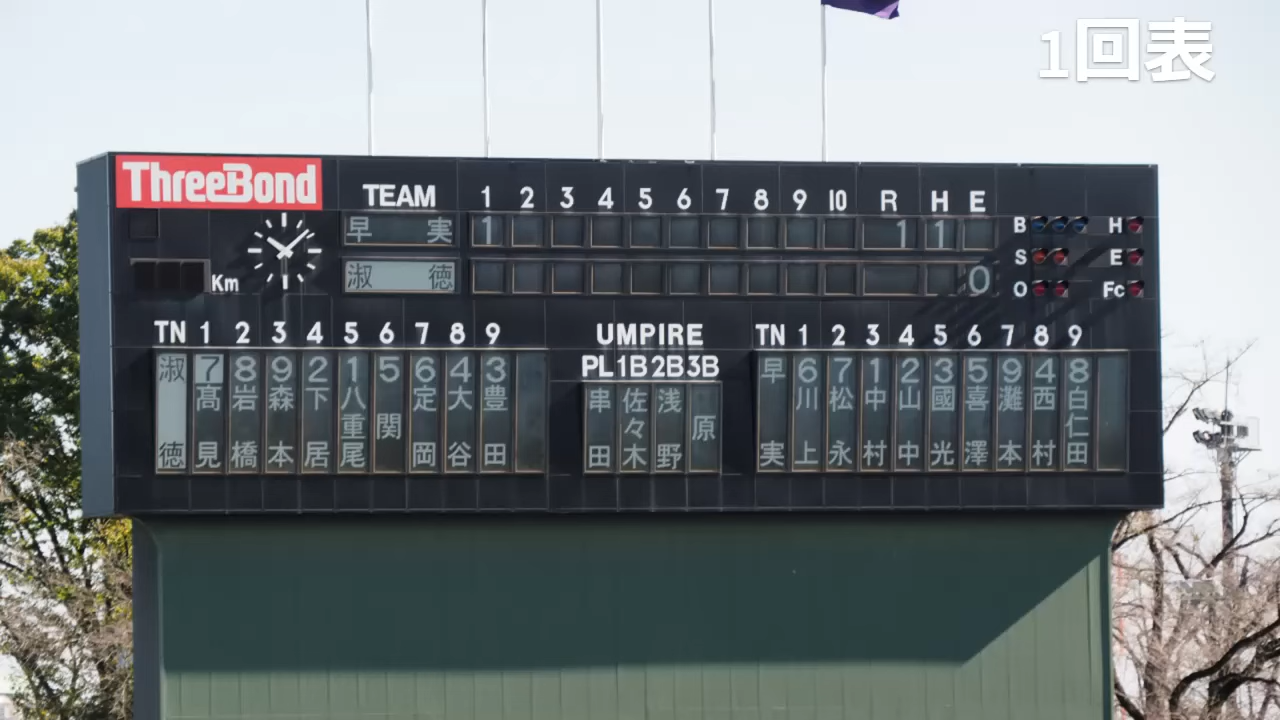 1回表
ThreeBond
TEAM 1 2 3 4 5 6 7 8 9 10 R H E
早実 1 1 1
淑徳 0
Km
B H
S E
O Fc
TN 1 2 3 4 5 6 7 8 9
淑徳 7髙見 8岩橋 9森本 2下居 1八重尾 5関 6定岡 4大谷 3豊田
UMPIRE
PL 1B 2B 3B
串田 佐々木 浅野 原
TN 1 2 3 4 5 6 7 8 9
早実 6川上 7松永 1中村 2山中 3國光 5喜澤 9灘本 4西村 8白仁田